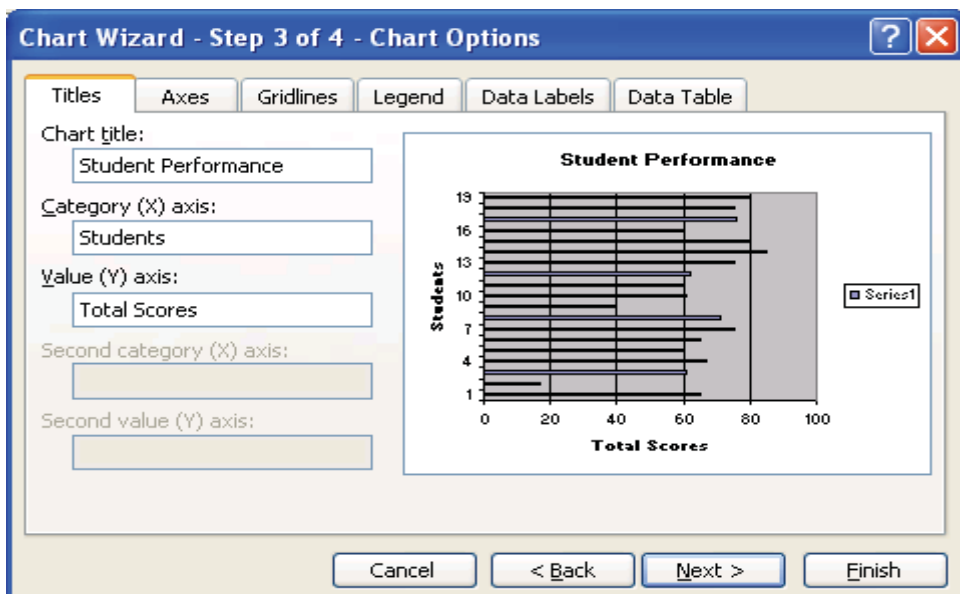 Chart Wizard - Step 3 of 4 - Chart Options
?
Titles Axes Gridlines Legend Data Labels Data Table
Chart title:
Student Performance
Category (X) axis:
Students
Value (Y) axis:
Total Scores
Second category (X) axis:
Second value (Y) axis:
Student Performance
19
16
13
10
7
4
1
Students
0 20 40 60 80 100
Total Scores
Series1
Cancel < Back Next > Finish